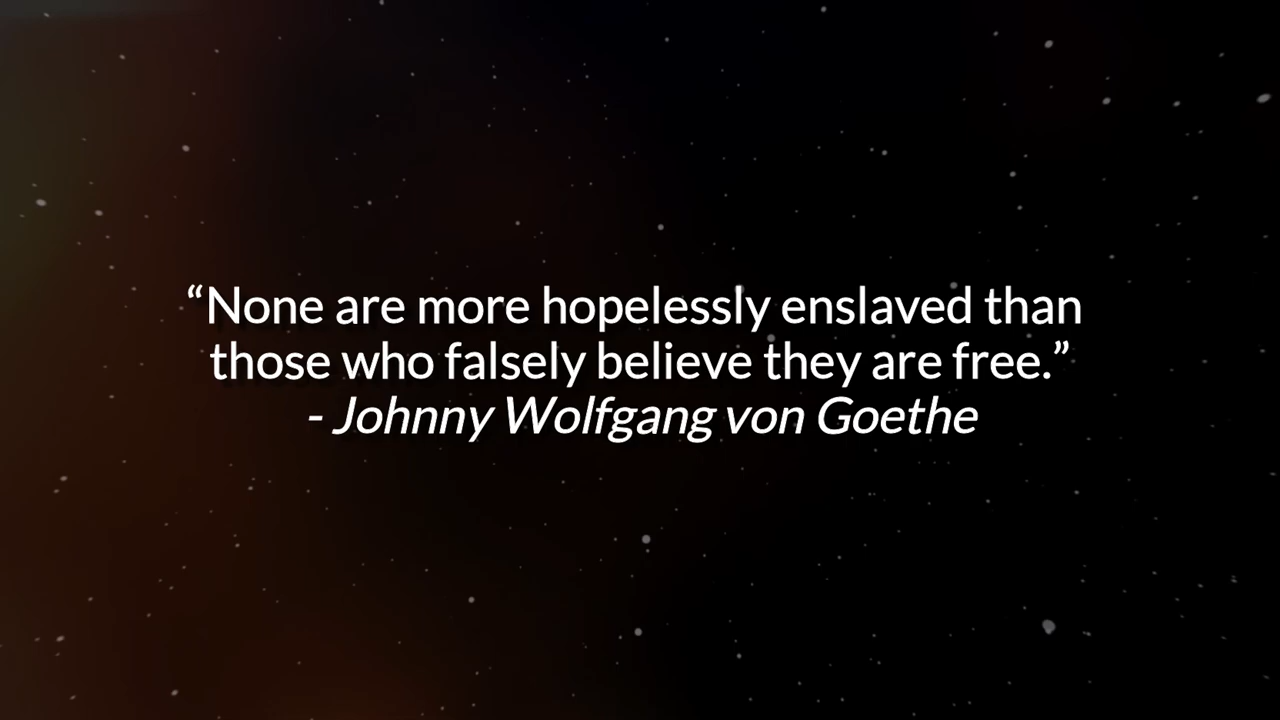 “None are more hopelessly enslaved than
those who falsely believe they are free.”
- Johnny Wolfgang von Goethe